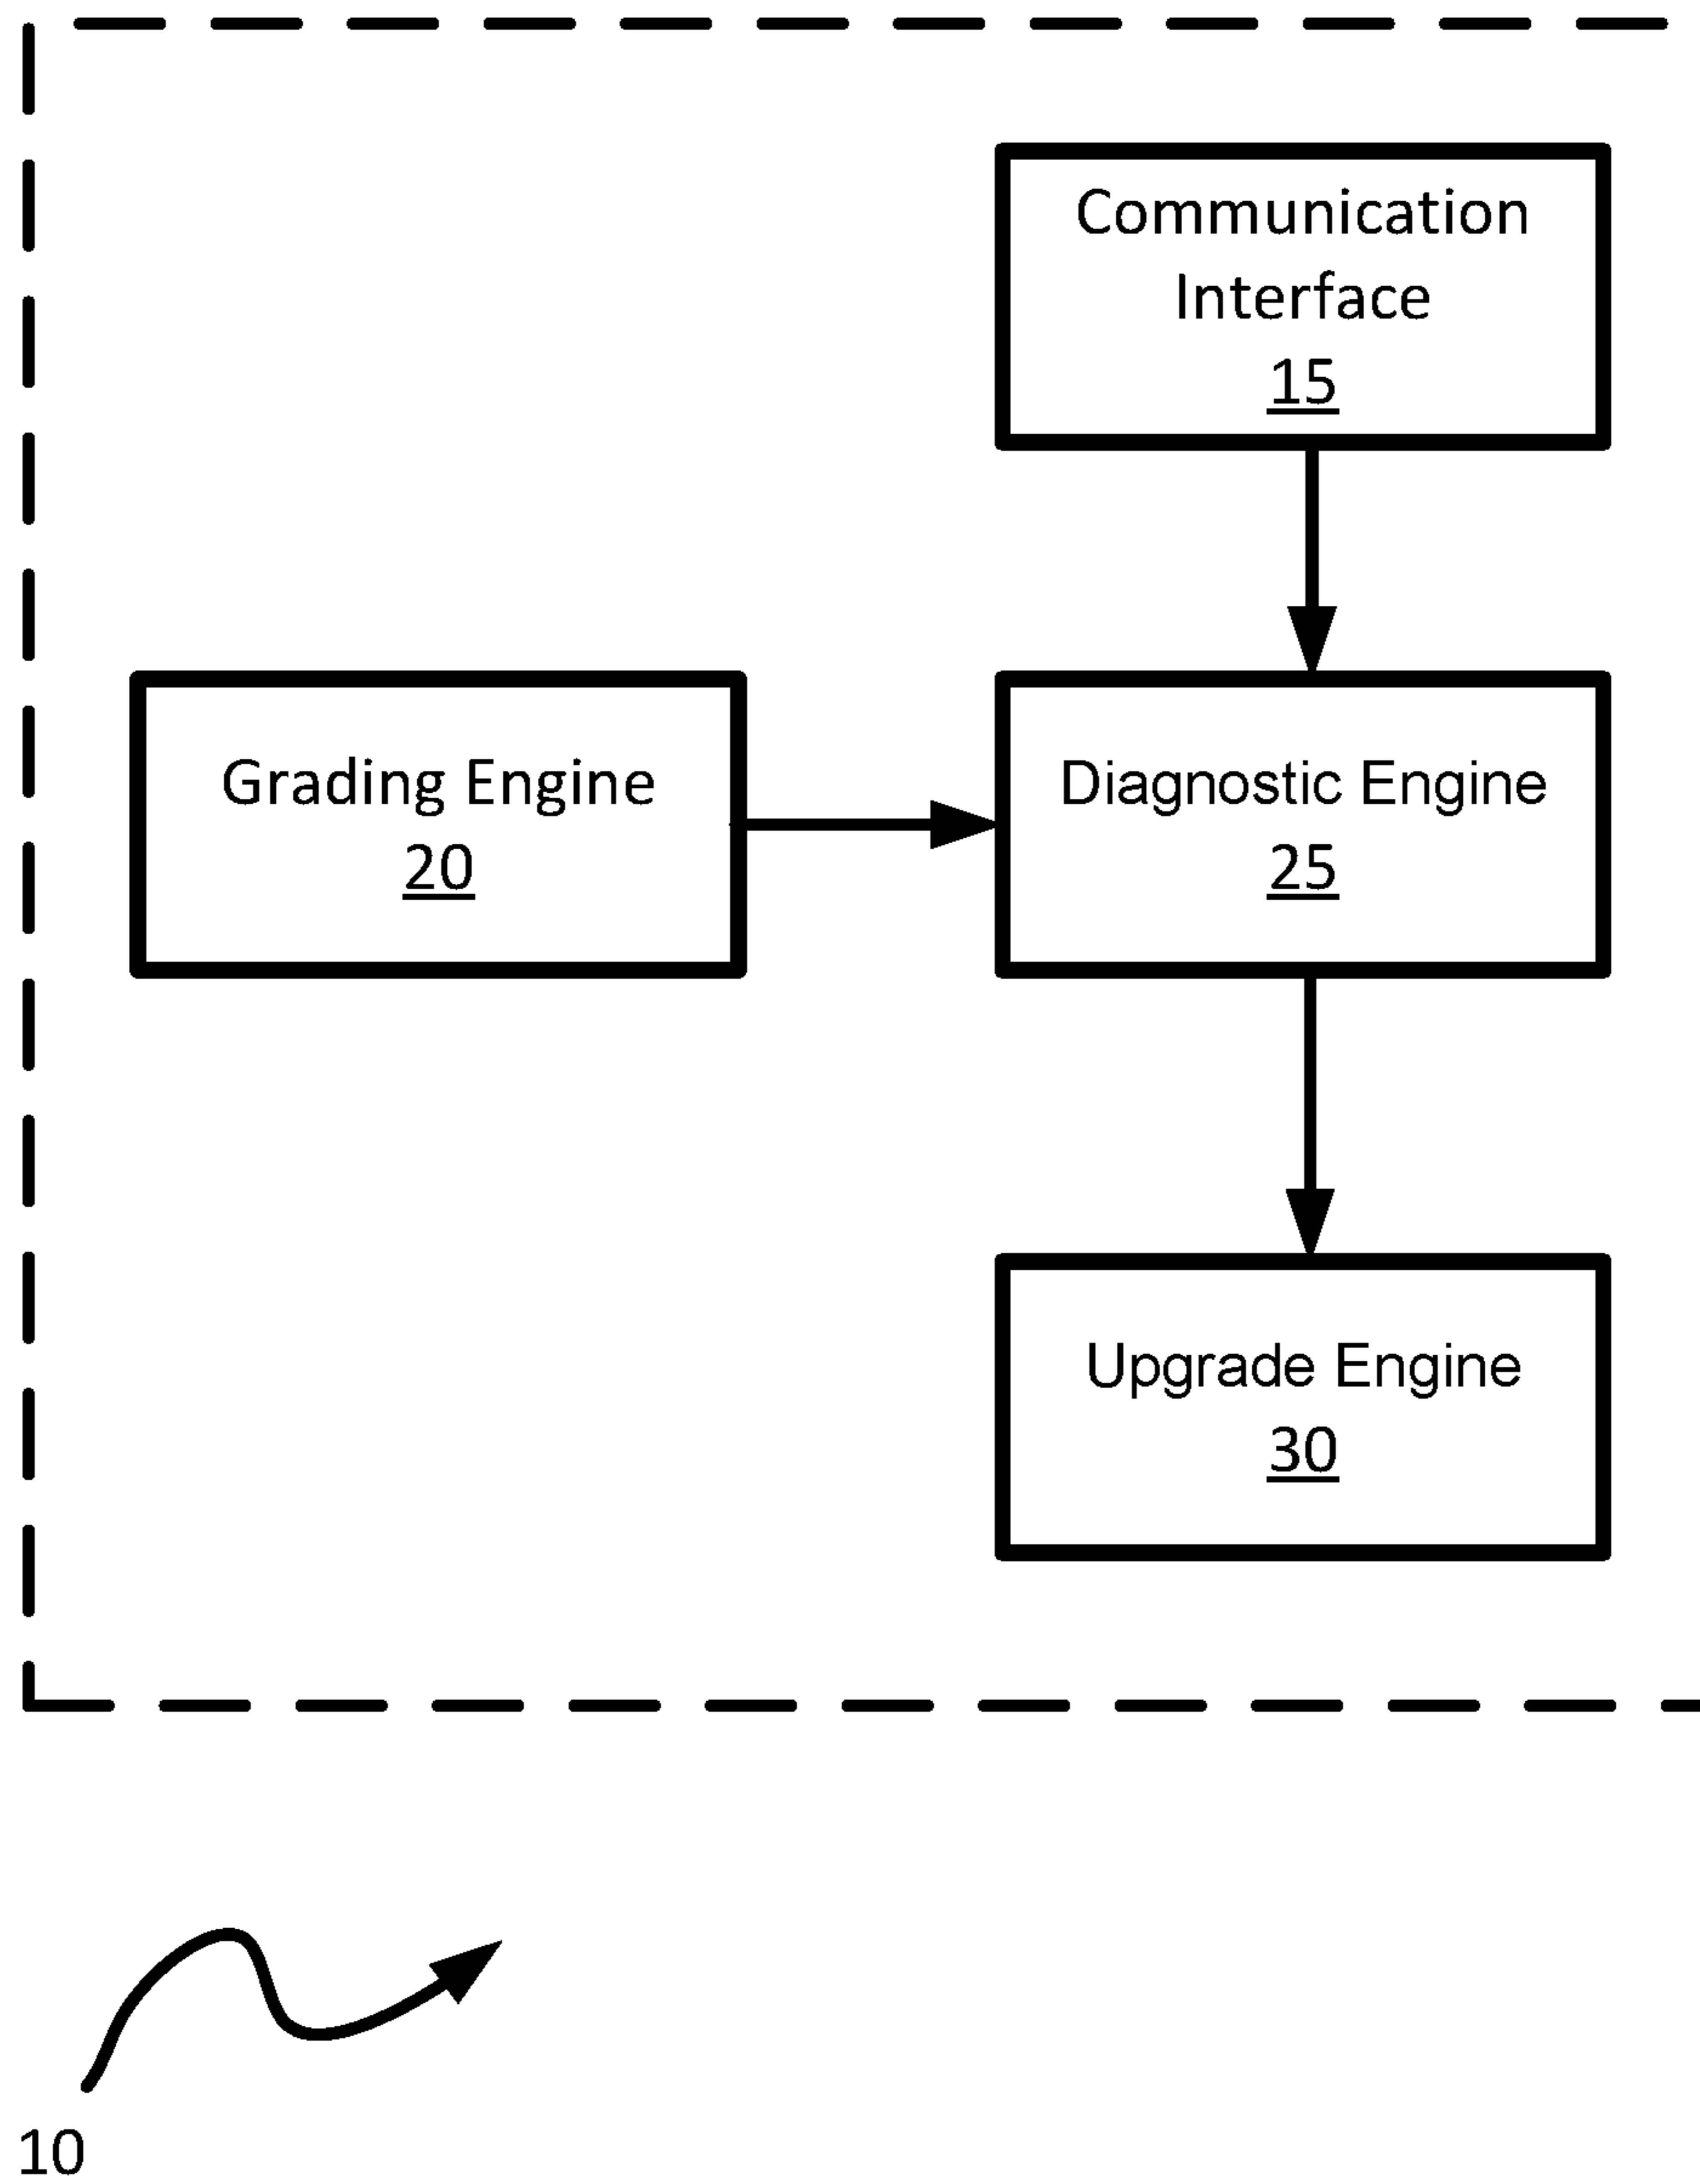 Communication
Interface
15
Grading Engine
20
Diagnostic Engine
25
Upgrade Engine
30
10